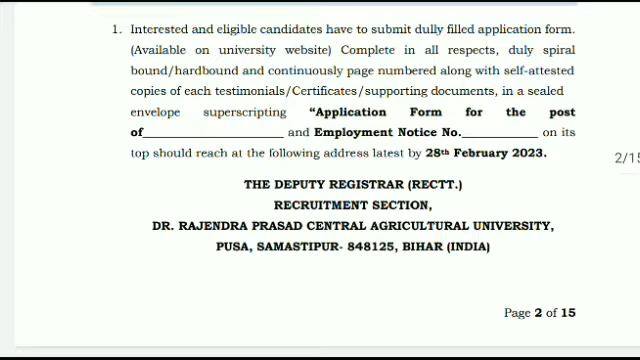 1. Interested and eligible candidates have to submit dully filled application form.
(Available on university website) Complete in all respects, duly spiral
bound/hardbound and continuously page numbered along with self-attested
copies of each testimonials/Certificates/supporting documents, in a sealed
envelope superscripting “Application Form for the post
of____________________ and Employment Notice No.___________ on its
top should reach at the following address latest by 28th February 2023.
2/15
THE DEPUTY REGISTRAR (RECTT.)
RECRUITMENT SECTION,
DR. RAJENDRA PRASAD CENTRAL AGRICULTURAL UNIVERSITY,
PUSA, SAMASTIPUR- 848125, BIHAR (INDIA)
Page 2 of 15